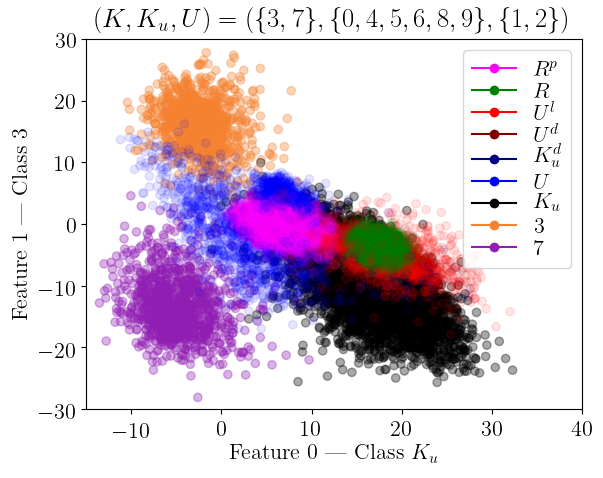 (K, K_u, U) = ({3, 7}, {0, 4, 5, 6, 8, 9}, {1, 2})
30
20
10
0
−10
−20
−30
Feature 1 — Class 3
R^p
R
U^l
U^d
K_u^d
U
K_u
3
7
−10
0
10
20
30
40
Feature 0 — Class K_u